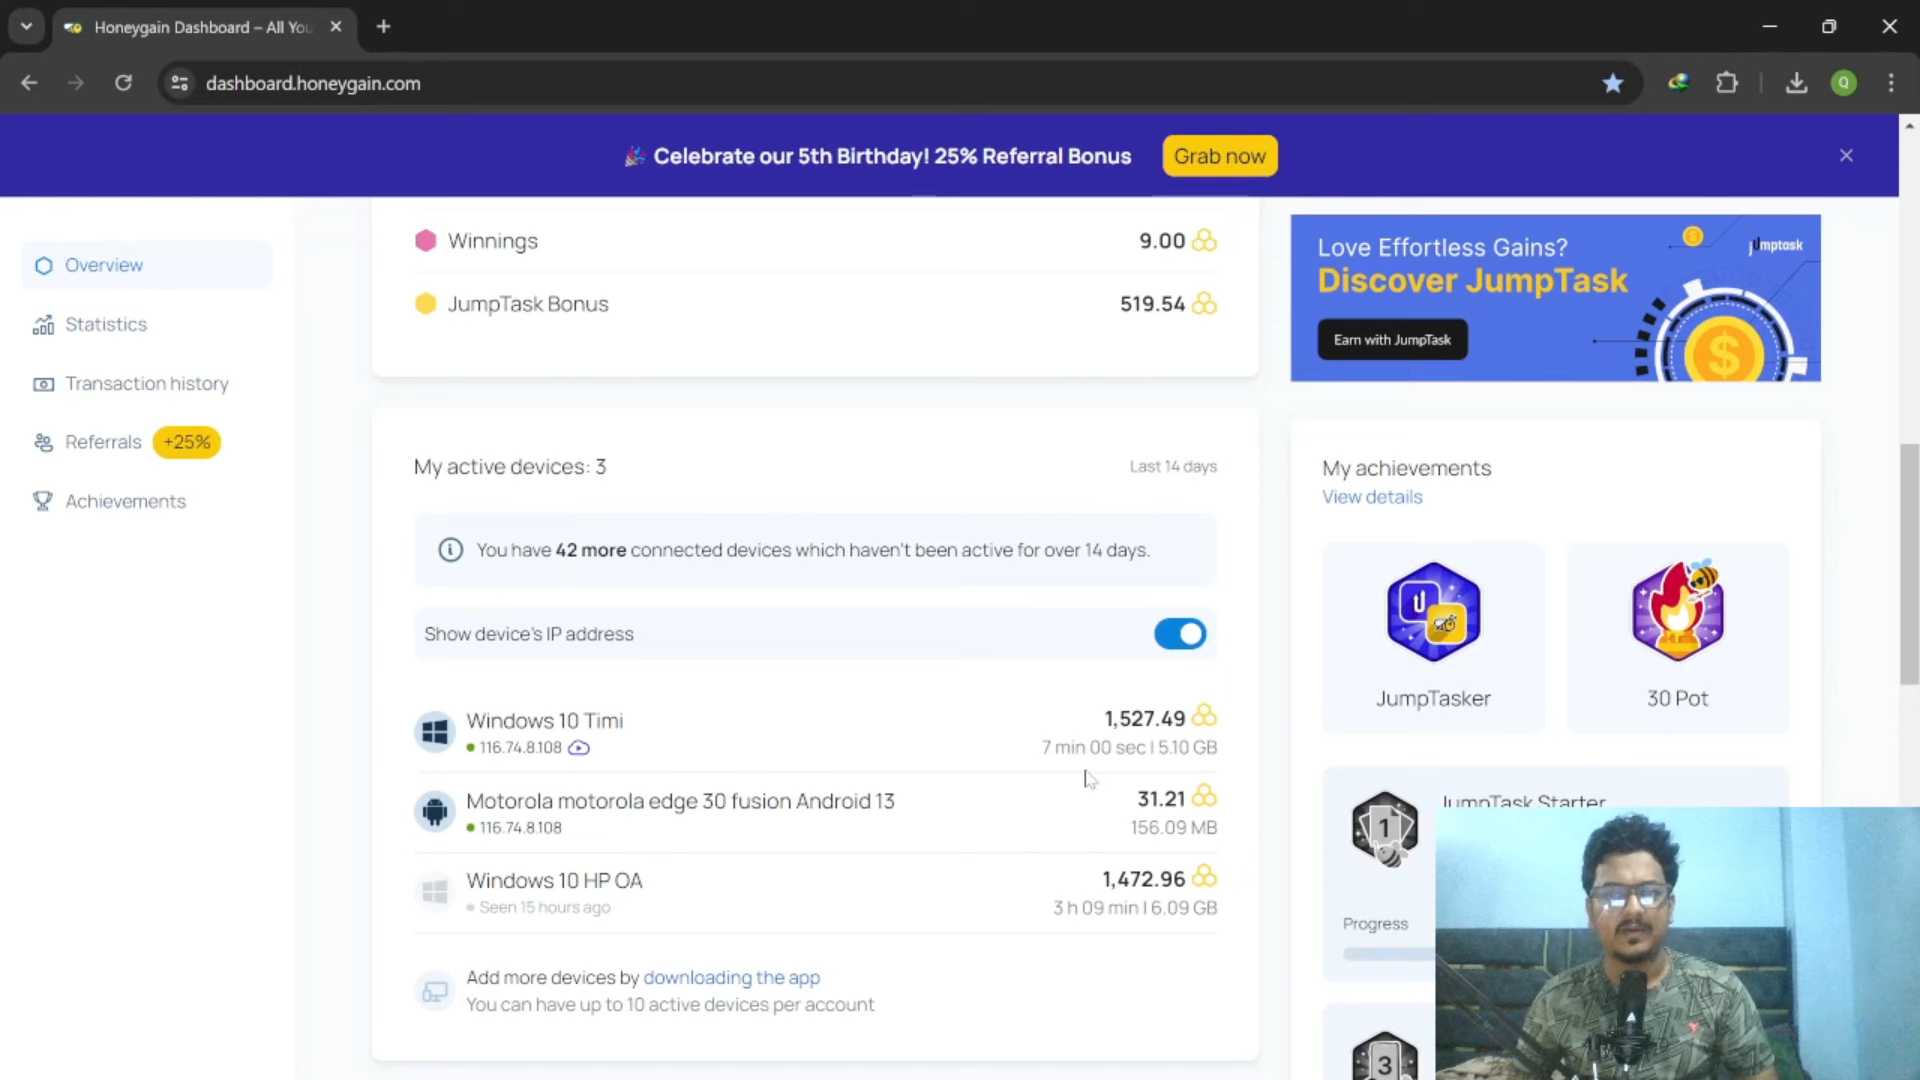 Honeygain Dashboard – All You
dashboard.honeygain.com
Q
Celebrate our 5th Birthday! 25% Referral Bonus
Grab now
Overview
Statistics
Transaction history
Referrals +25%
Achievements
Winnings 9.00
JumpTask Bonus 519.54
Love Effortless Gains?
jumptask
Discover JumpTask
Earn with JumpTask
My active devices: 3
Last 14 days
You have 42 more connected devices which haven't been active for over 14 days.
Show device's IP address
Windows 10 Timi 1,527.49
116.74.8.108 7 min 00 sec | 5.10 GB
Motorola motorola edge 30 fusion Android 13 31.21
116.74.8.108 156.09 MB
Windows 10 HP OA 1,472.96
Seen 15 hours ago 3 h 09 min | 6.09 GB
Add more devices by downloading the app
You can have up to 10 active devices per account
My achievements
View details
JumpTasker
30 Pot
JumpTask Starter
1
Progress
3